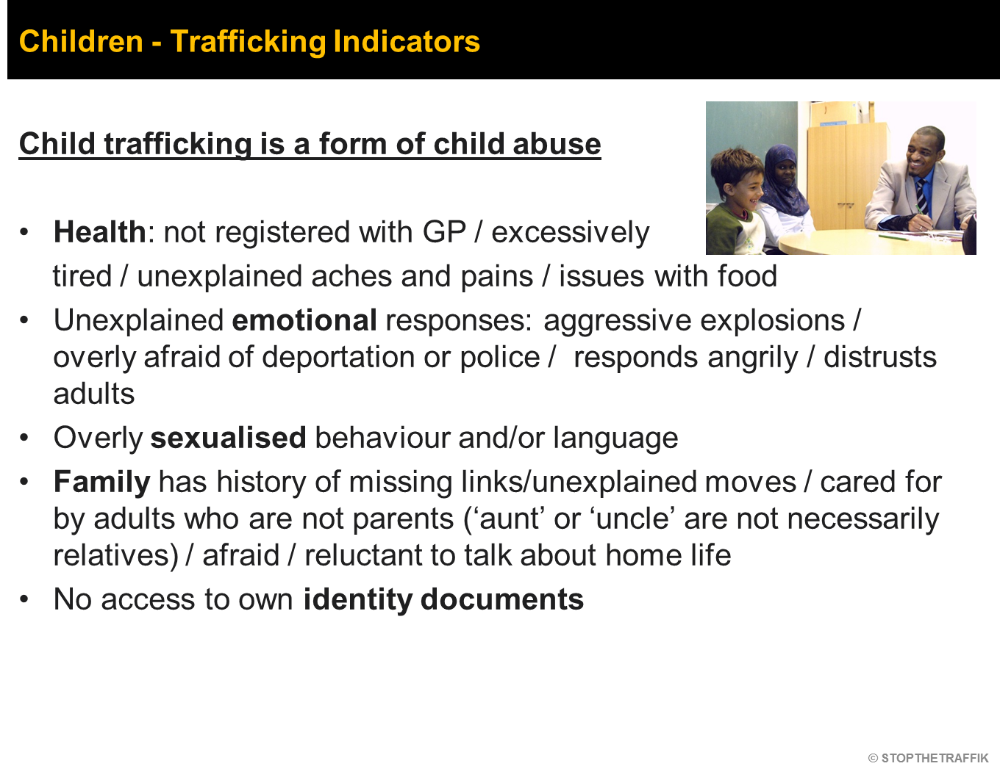 Children - Trafficking Indicators
Child trafficking is a form of child abuse
• Health: not registered with GP / excessively
tired / unexplained aches and pains / issues with food
• Unexplained emotional responses: aggressive explosions /
overly afraid of deportation or police /  responds angrily / distrusts
adults
• Overly sexualised behaviour and/or language
• Family has history of missing links/unexplained moves / cared for
by adults who are not parents (‘aunt’ or ‘uncle’ are not necessarily
relatives) / afraid / reluctant to talk about home life
• No access to own identity documents
© STOPTHETRAFFIK